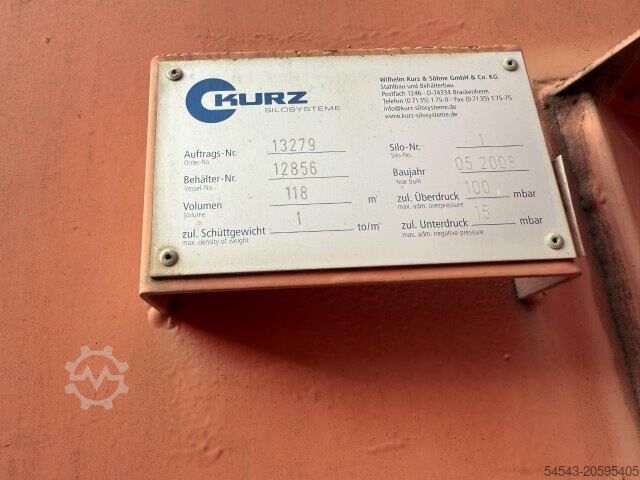 KURZ
SILOSYSTEME
Wilhelm Kurz & Söhne GmbH & Co. KG
Stahlbau und Behälterbau
Postfach 1246 - D-74334 Brackenheim
Telefon (0 71 35) 1 75-0 - Fax (0 71 35) 1 75-75
info@kurz-silosysteme.de
www.kurz-silosysteme.de
Auftrags-Nr. 13279
Order-No
Behälter-Nr. 12856
Vessel-No.
Volumen 118 m³
Volume
zul. Schüttgewicht 1 to/m³
max. density of weight
Silo-Nr. 1
Silo-No.
Baujahr 05 2008
Year built
zul. Überdruck 100 mbar
max. adm. overpressure
zul. Unterdruck 15 mbar
max. adm. negative pressure
54543-20595405